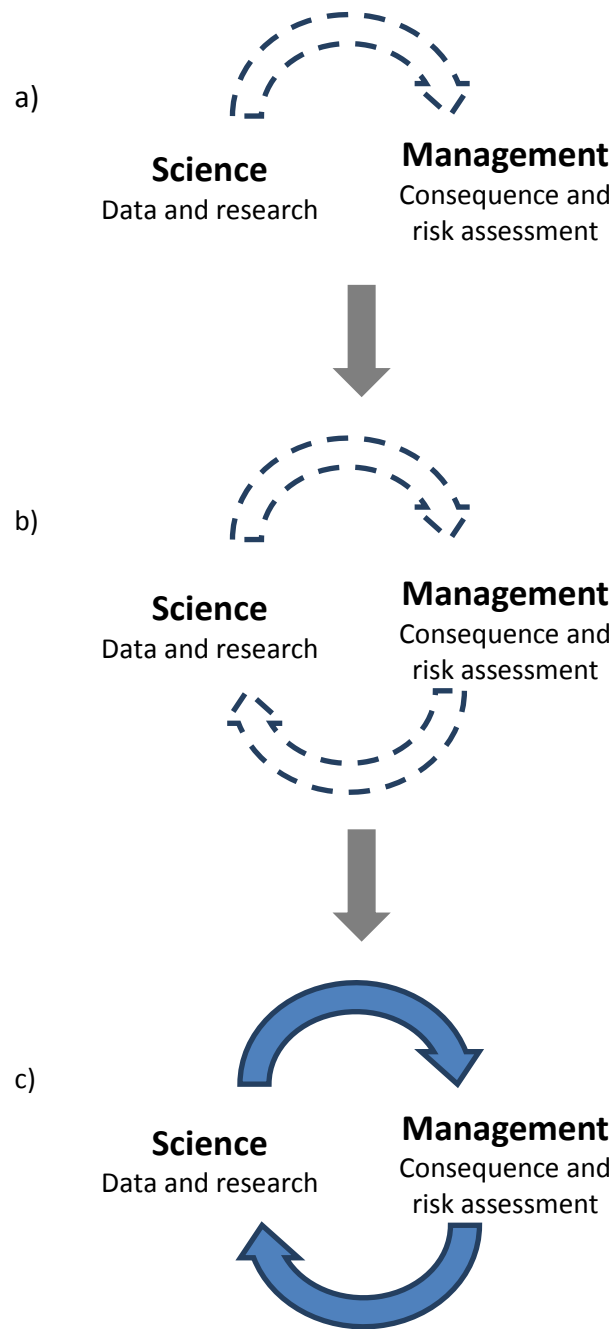 a)
Science
Data and research
Management
Consequence and
risk assessment
b)
Science
Data and research
Management
Consequence and
risk assessment
c)
Science
Data and research
Management
Consequence and
risk assessment